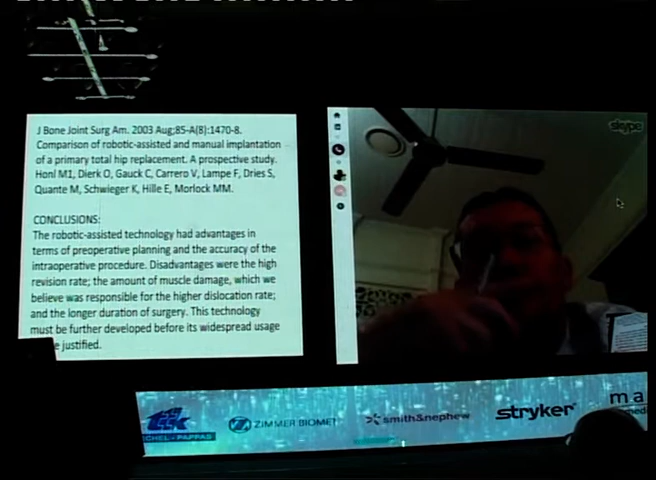 J Bone Joint Surg Am. 2003 Aug;85-A(8):1470-8.
Comparison of robotic-assisted and manual implantation
of a primary total hip replacement. A prospective study.
Honl M1, Dierk O, Gauck C, Carrero V, Lampe F, Dries S,
Quante M, Schwieger K, Hille E, Morlock MM.
CONCLUSIONS:
The robotic-assisted technology had advantages in
terms of preoperative planning and the accuracy of the
intraoperative procedure. Disadvantages were the high
revision rate; the amount of muscle damage, which we
believe was responsible for the higher dislocation rate;
and the longer duration of surgery. This technology
must be further developed before its widespread usage
e justified.
skype
ICHEL-PAPPAS
ZIMMER BIOMET
smith&nephew
stryker
ma
med